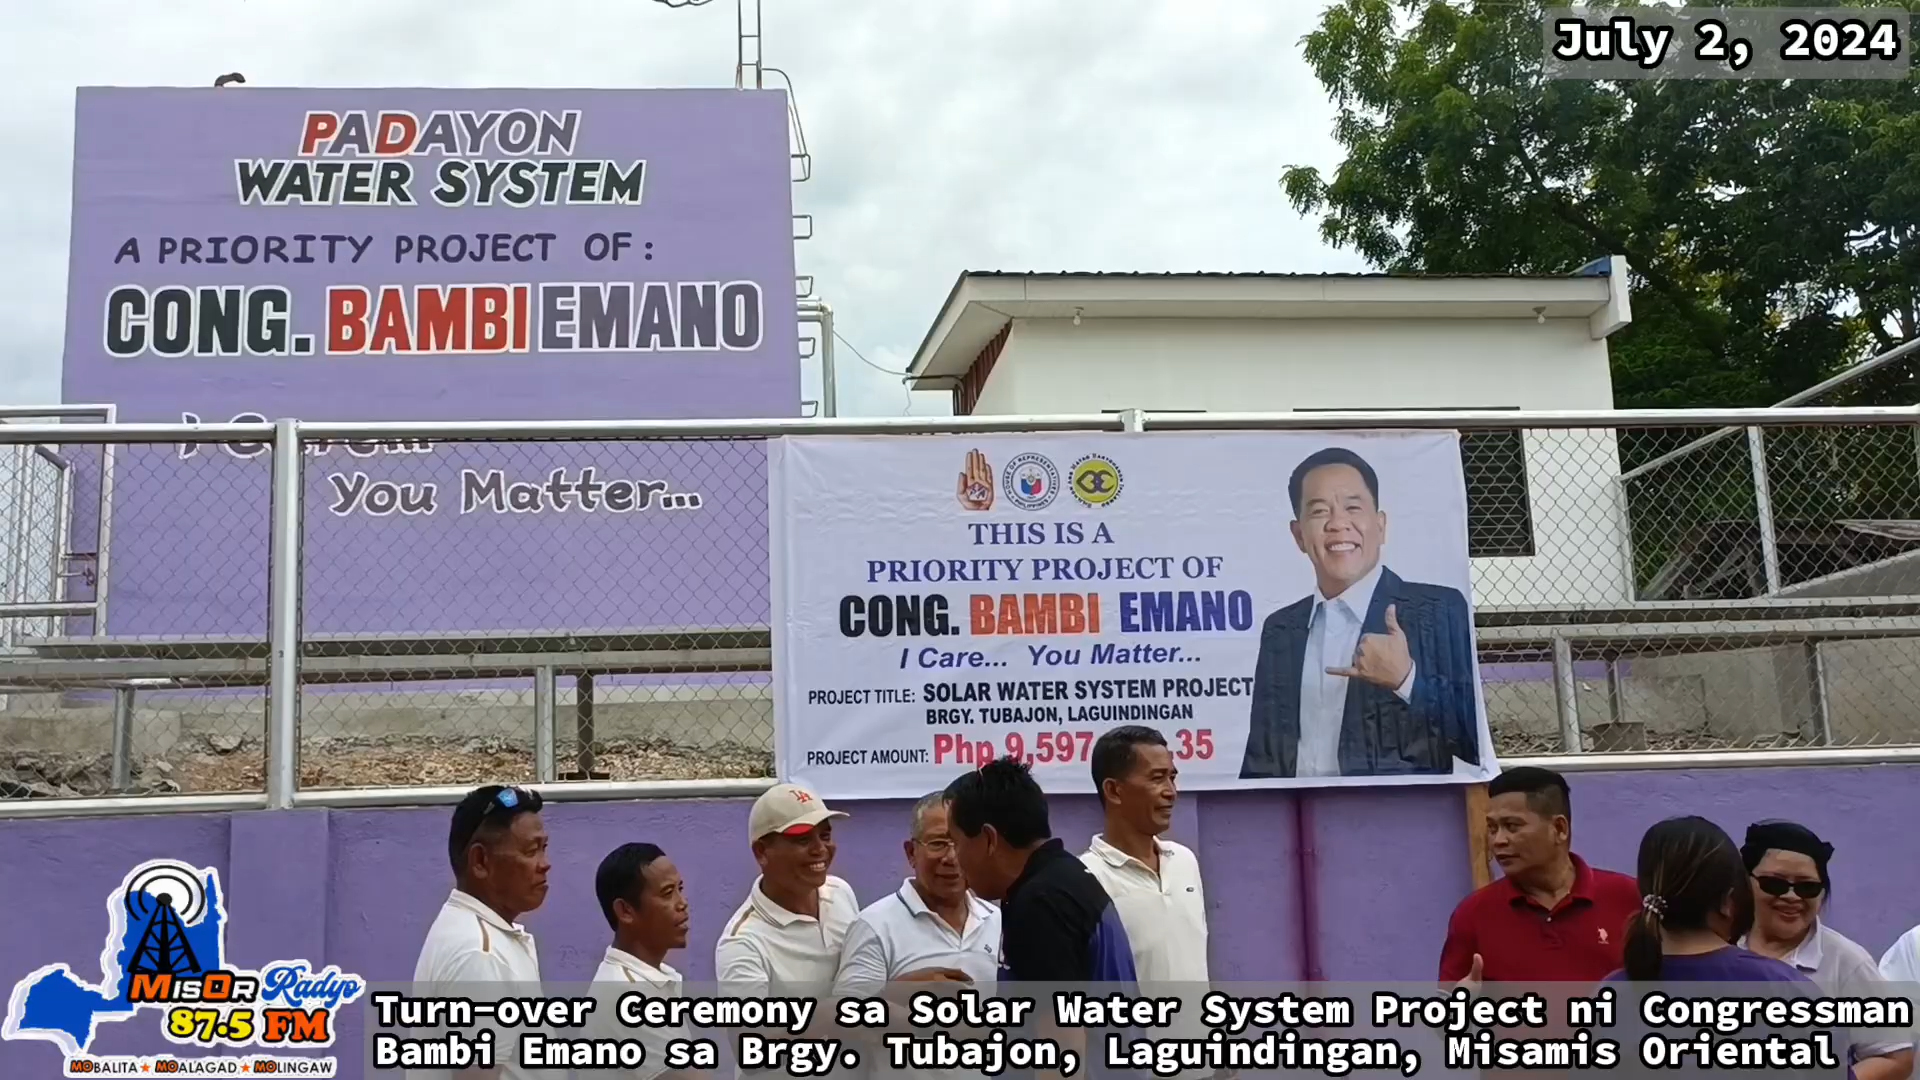 July 2, 2024
PADAYON
WATER SYSTEM
A PRIORITY PROJECT OF:
CONG. BAMBI EMANO
I Care...
You Matter...
THIS IS A
PRIORITY PROJECT OF
CONG. BAMBI EMANO
I Care... You Matter...
PROJECT TITLE: SOLAR WATER SYSTEM PROJECT
BRGY. TUBAJON, LAGUINDINGAN
PROJECT AMOUNT: Php 9,597 .35
MISOR Radyo
87.5 FM
MOBALITA ★ MOALAGAD ★ MOLINGAW
Turn-over Ceremony sa Solar Water System Project ni Congressman
Bambi Emano sa Brgy. Tubajon, Laguindingan, Misamis Oriental